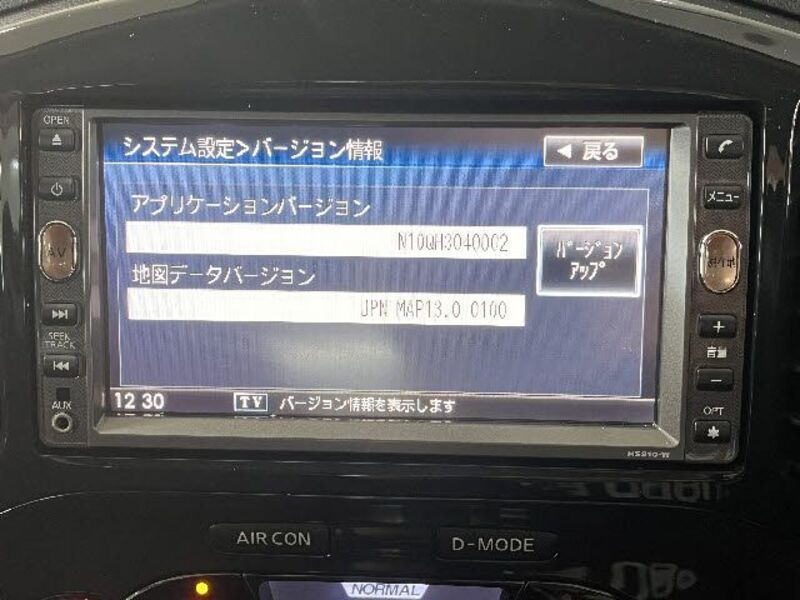 OPEN
システム設定>バージョン情報
◀ 戻る
メニュー
アプリケーションバージョン
N10QH3040002
バージョン
アップ
AV
地図データバージョン
JPN MAP13.0 0100
SEEK
TRACK
音量
AUX
12 30
TV
バージョン情報を表示します
OPT
HS310-W
AIR CON
D-MODE
NORMAL